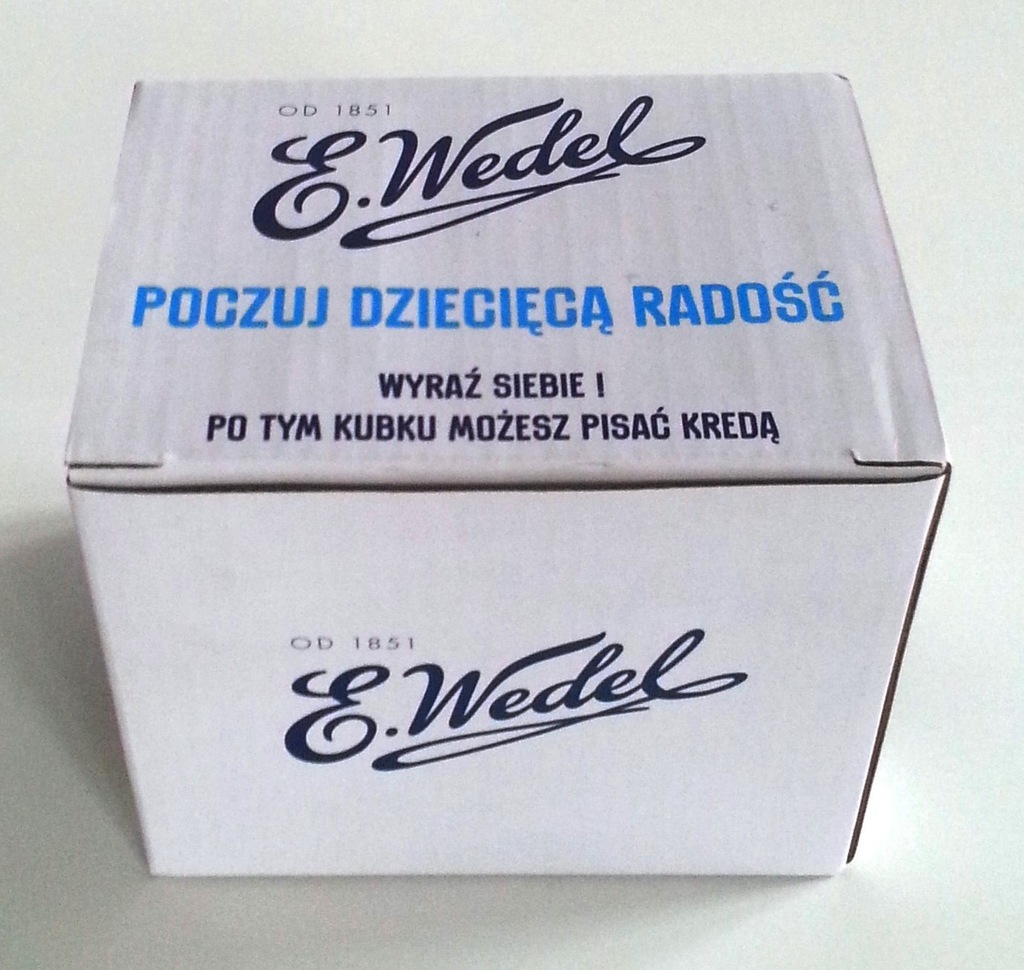 OD 1851
E.Wedel
POCZUJ DZIECIĘCĄ RADOŚĆ
WYRAŹ SIEBIE !
PO TYM KUBKU MOŻESZ PISAĆ KREDĄ
OD 1851
E.Wedel